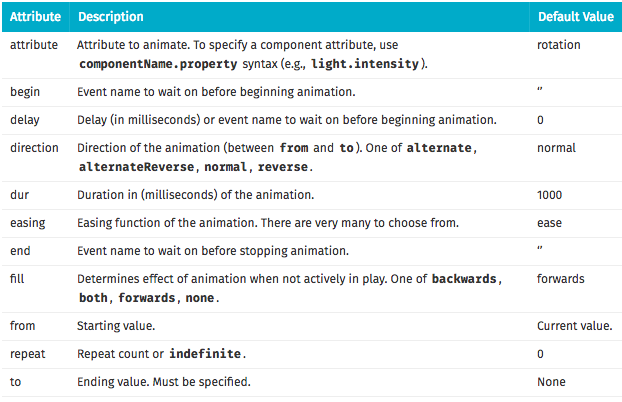 Attribute Description Default Value
attribute Attribute to animate. To specify a component attribute, use rotation
componentName.property syntax (e.g., light.intensity).
begin Event name to wait on before beginning animation. ‘’
delay Delay (in milliseconds) or event name to wait on before beginning animation. 0
direction Direction of the animation (between from and to). One of alternate, normal
alternateReverse, normal, reverse.
dur Duration in (milliseconds) of the animation. 1000
easing Easing function of the animation. There are very many to choose from. ease
end Event name to wait on before stopping animation. ‘’
fill Determines effect of animation when not actively in play. One of backwards, forwards
both, forwards, none.
from Starting value. Current value.
repeat Repeat count or indefinite. 0
to Ending value. Must be specified. None